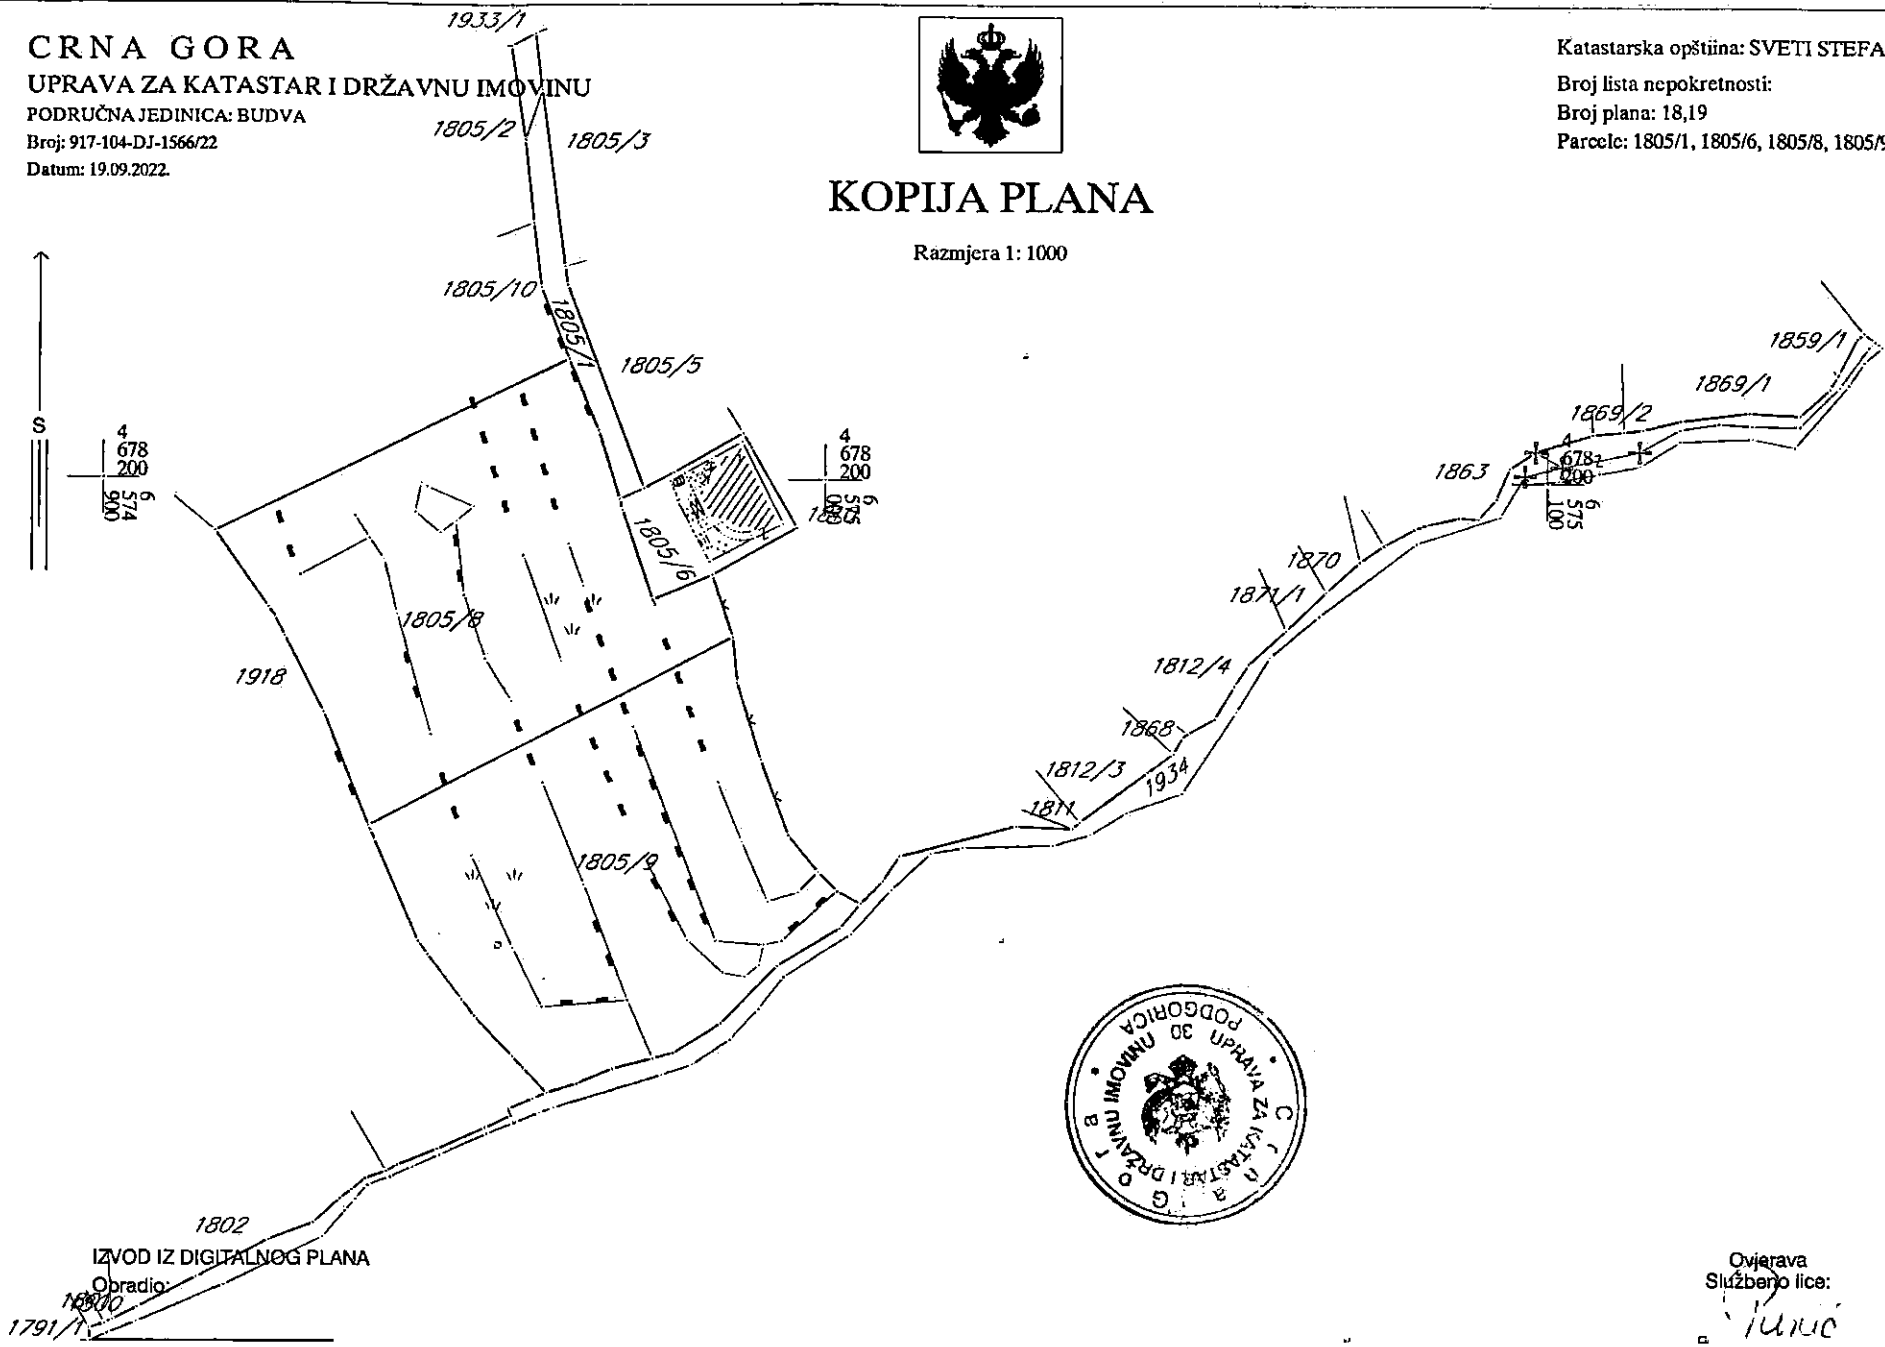 CRNA GORA
UPRAVA ZA KATASTAR I DRŽAVNU IMOVINU
PODRUČNA JEDINICA: BUDVA
Broj: 917-104-DJ-1566/22
Datum: 19.09.2022.
Katastarska opština: SVETI STEFA
Broj lista nepokretnosti:
Broj plana: 18,19
Parcele: 1805/1, 1805/6, 1805/8, 1805/9
KOPIJA PLANA
Razmjera 1: 1000
1933/1
1805/2
1805/3
1805/10
1805/1
1805/5
S
4
678
200
6
574
900
4
678
200
6
575
1805/6
1805/8
1918
1805/9
1859/1
1869/1
1869/2
4
678
200
6
575
100
1863
1870
1871/1
1812/4
1868
1812/3
1934
1811
1802
1791/1
PODGORICA
Crna Gora
UPRAVA ZA KATASTAR I DRŽAVNU IMOVINU
30
IZVOD IZ DIGITALNOG PLANA
Obradio:
Ovjerava
Službeno lice: